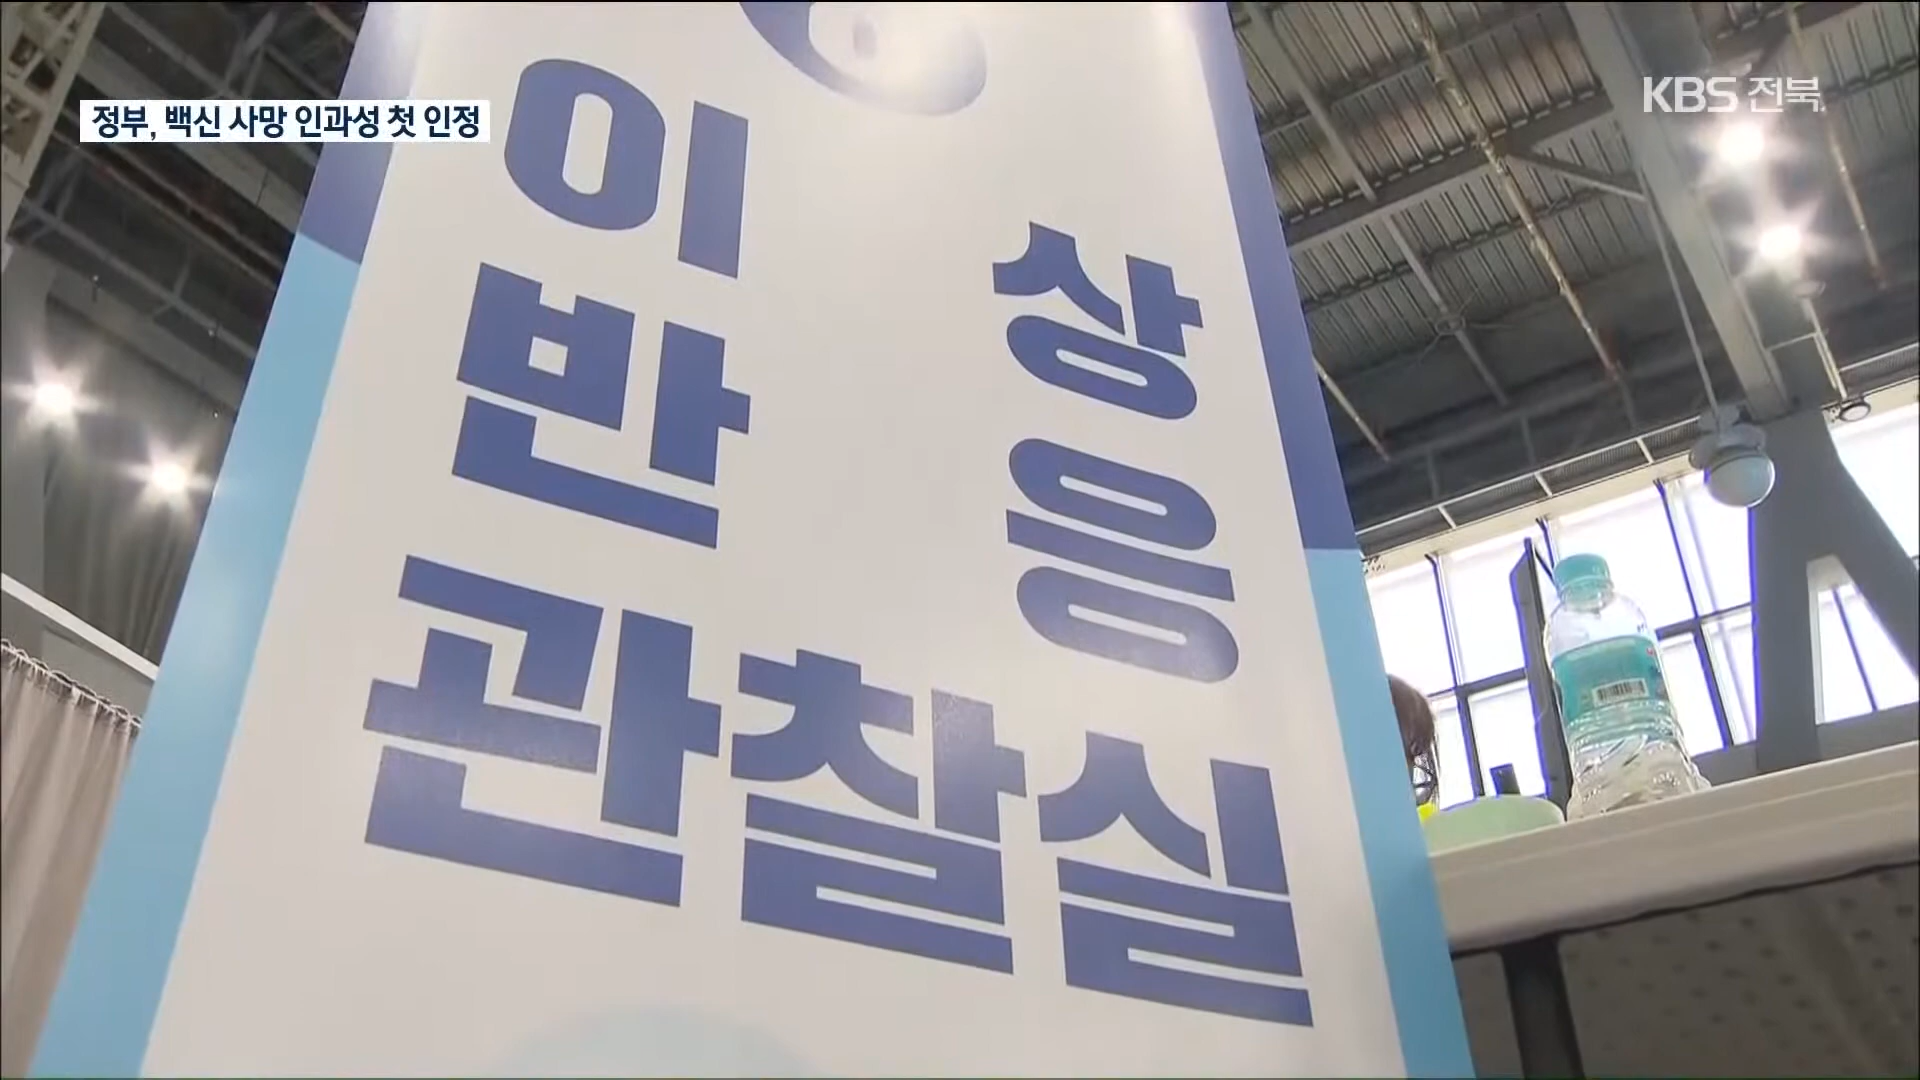 정부, 백신 사망 인과성 첫 인정
KBS 전북
이상
반응
관찰실